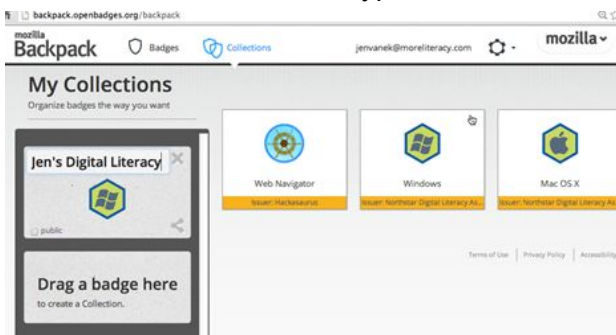 backpack.openbadges.org/backpack
mozilla
Backpack
Badges
Collections
jenvanek@moreliteracy.com
mozilla
My Collections
Organize badges the way you want
Jen's Digital Literacy
public
Drag a badge here
to create a Collection.
Web Navigator
Issuer: Hackasaurus
Windows
Issuer: Northstar Digital Literacy As...
Mac OS X
Issuer: Northstar Digital Literacy As
Terms of Use | Privacy Policy | Accessibility